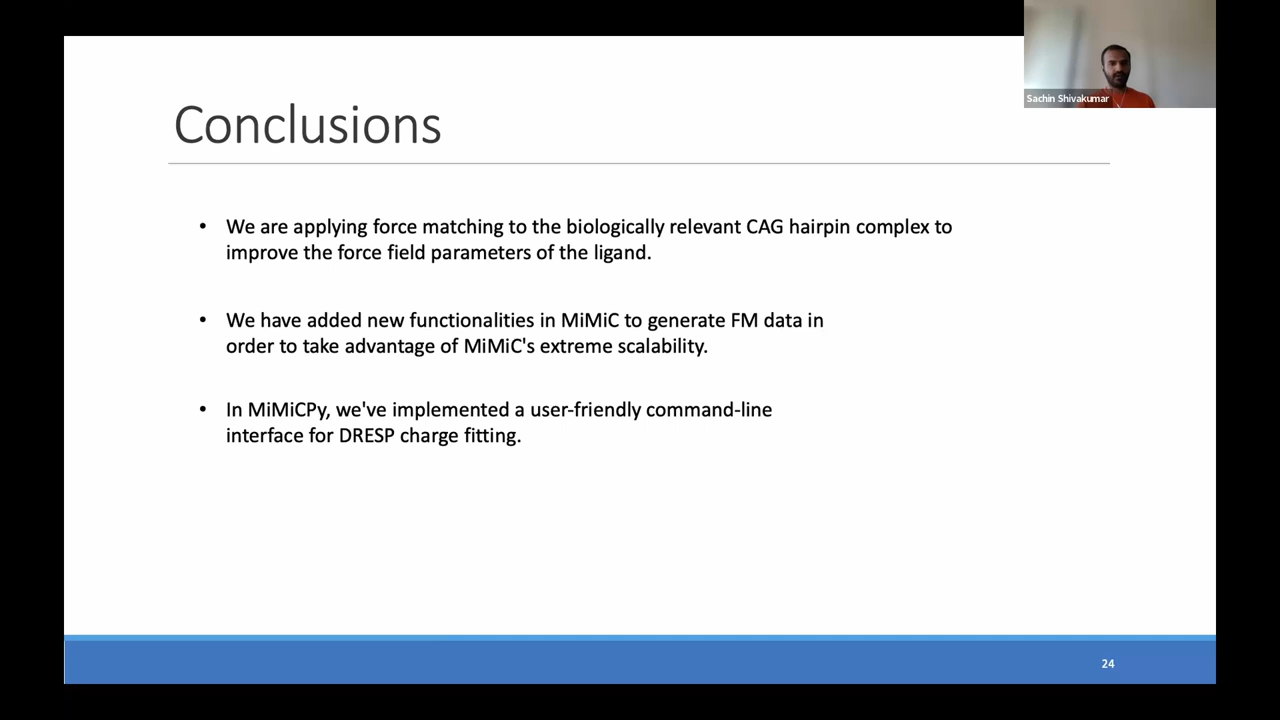 Sachin Shivakumar
Conclusions
• We are applying force matching to the biologically relevant CAG hairpin complex to
improve the force field parameters of the ligand.
• We have added new functionalities in MiMiC to generate FM data in
order to take advantage of MiMiC's extreme scalability.
• In MiMiCPy, we've implemented a user-friendly command-line
interface for DRESP charge fitting.
24